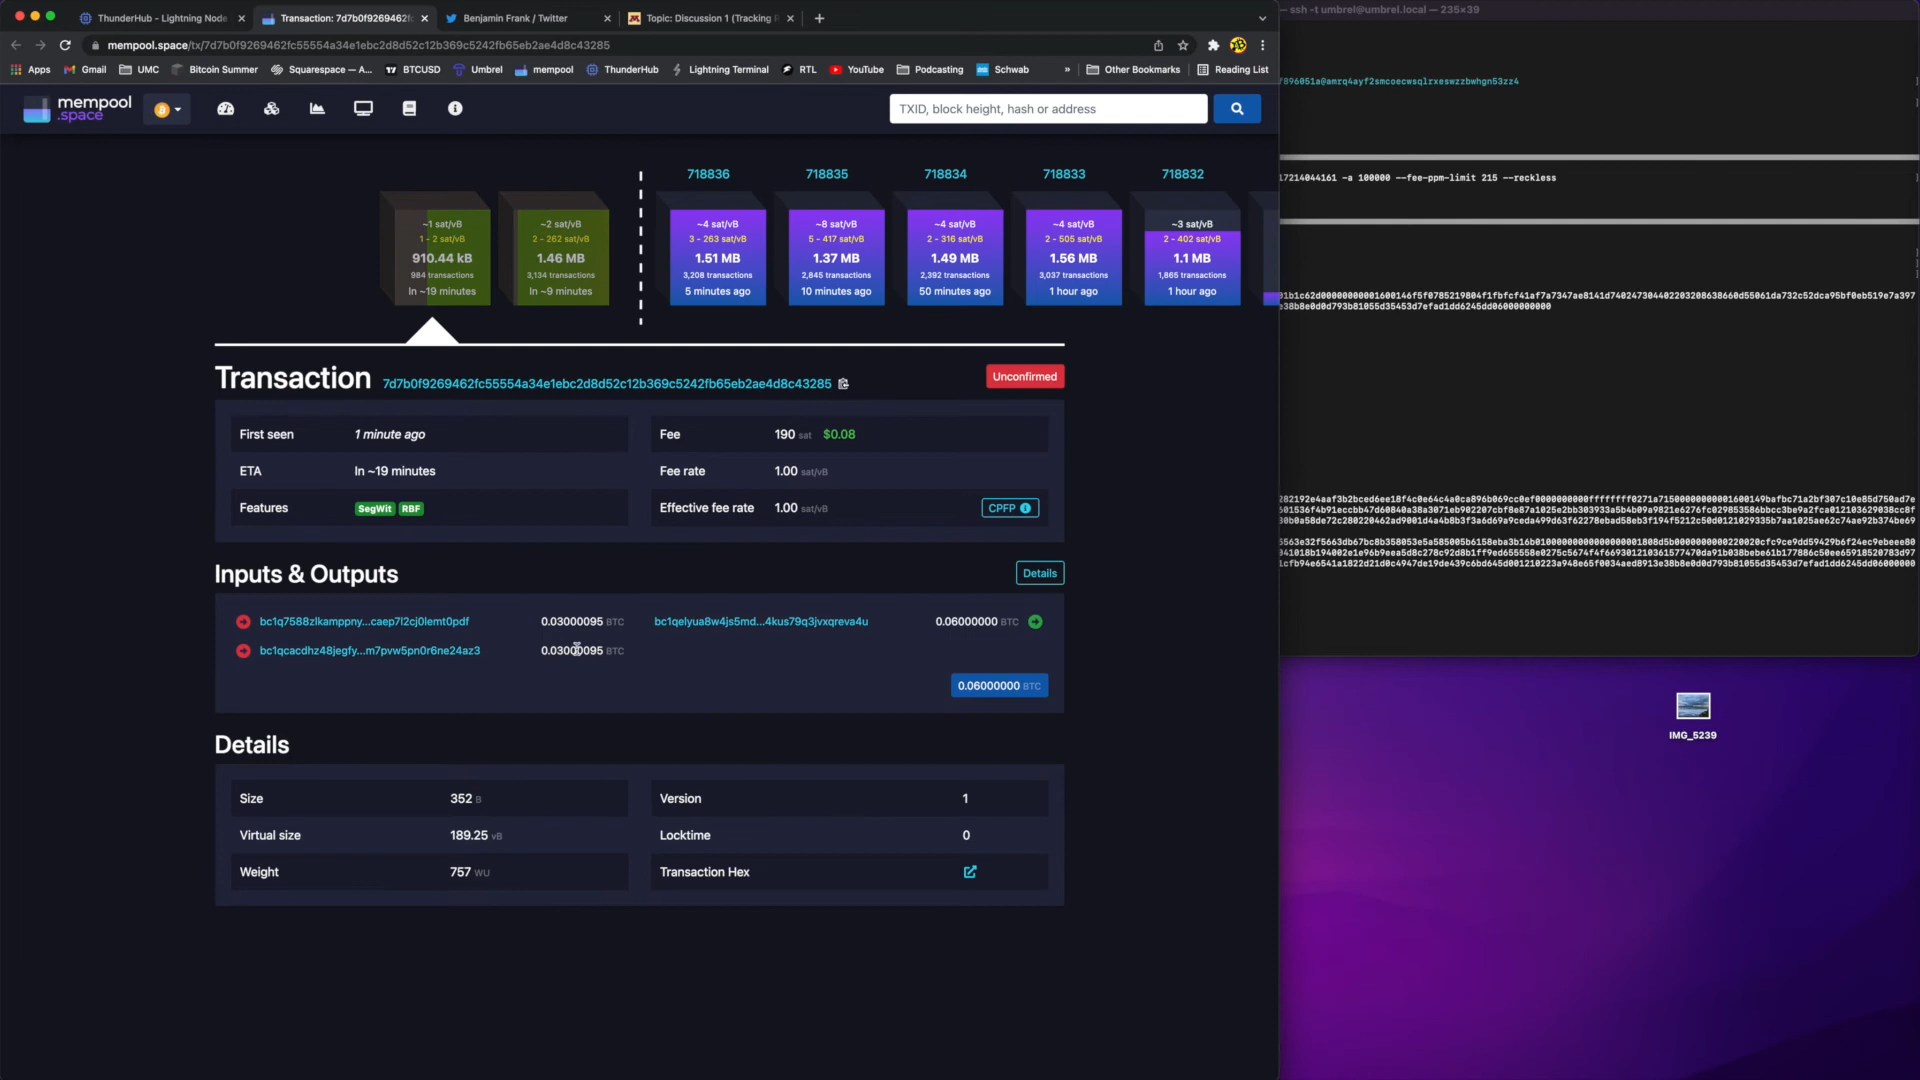 ThunderHub - Lightning Node
Transaction: 7d7b0f9269462fc
Benjamin Frank / Twitter
Topic: Discussion 1 (Tracking R
— ssh -t umbrel@umbrel.local — 235×39
mempool.space/tx/7d7b0f9269462fc55554a34e1ebc2d8d52c12b369c5242fb65eb2ae4d8c43285
Apps
Gmail
UMC
Bitcoin Summer
Squarespace — A...
BTCUSD
Umbrel
mempool
ThunderHub
Lightning Terminal
RTL
YouTube
Podcasting
Schwab
»
Other Bookmarks
Reading List
f896051a@amrq4ayf2smcoecwsqlrxeswzzbwhgn53zz4
mempool
.space
TXID, block height, hash or address
17214044161 -a 100000 --fee-ppm-limit 215 --reckless
718836
718835
718834
718833
718832
~1 sat/vB
1 - 2 sat/vB
910.44 kB
984 transactions
In ~19 minutes
~2 sat/vB
2 - 262 sat/vB
1.46 MB
3,134 transactions
In ~9 minutes
~4 sat/vB
3 - 263 sat/vB
1.51 MB
3,208 transactions
5 minutes ago
~8 sat/vB
5 - 417 sat/vB
1.37 MB
2,845 transactions
10 minutes ago
~4 sat/vB
2 - 316 sat/vB
1.49 MB
2,392 transactions
50 minutes ago
~4 sat/vB
2 - 505 sat/vB
1.56 MB
3,037 transactions
1 hour ago
~3 sat/vB
2 - 402 sat/vB
1.1 MB
1,865 transactions
1 hour ago
Transaction 7d7b0f9269462fc55554a34e1ebc2d8d52c12b369c5242fb65eb2ae4d8c43285
Unconfirmed
First seen 1 minute ago
ETA In ~19 minutes
Features SegWit RBF
Fee 190 sat $0.08
Fee rate 1.00 sat/vB
Effective fee rate 1.00 sat/vB CPFP
Inputs & Outputs
Details
bc1q7588zlkamppny...caep7l2cj0lemt0pdf 0.03000095 BTC
bc1qelyua8w4js5md...4kus79q3jvxqreva4u 0.06000000 BTC
bc1qcacdhz48jegfy...m7pvw5pn0r6ne24az3 0.03000095 BTC
0.06000000 BTC
Details
Size 352 B
Virtual size 189.25 vB
Weight 757 WU
Version 1
Locktime 0
Transaction Hex
IMG_5239